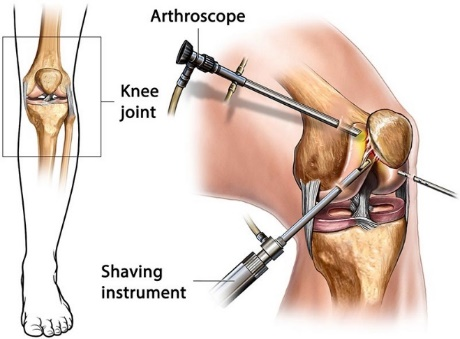 Arthroscope
Knee
joint
Shaving
instrument